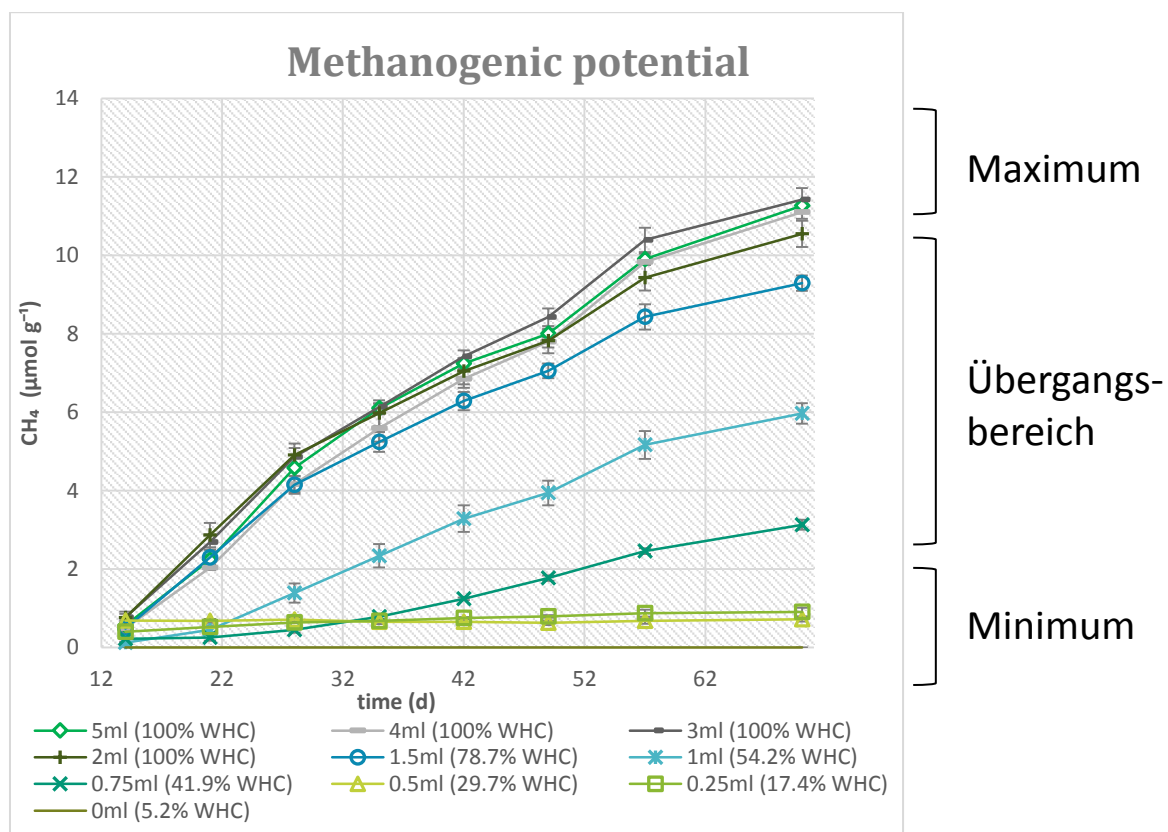 Methanogenic potential
14
12
10
8
6
4
2
0
CH₄ (µmol g⁻¹)
12 22 32 42 52 62
time (d)
5ml (100% WHC) 4ml (100% WHC) 3ml (100% WHC)
2ml (100% WHC) 1.5ml (78.7% WHC) 1ml (54.2% WHC)
0.75ml (41.9% WHC) 0.5ml (29.7% WHC) 0.25ml (17.4% WHC)
0ml (5.2% WHC)
Maximum
Übergangs-
bereich
Minimum